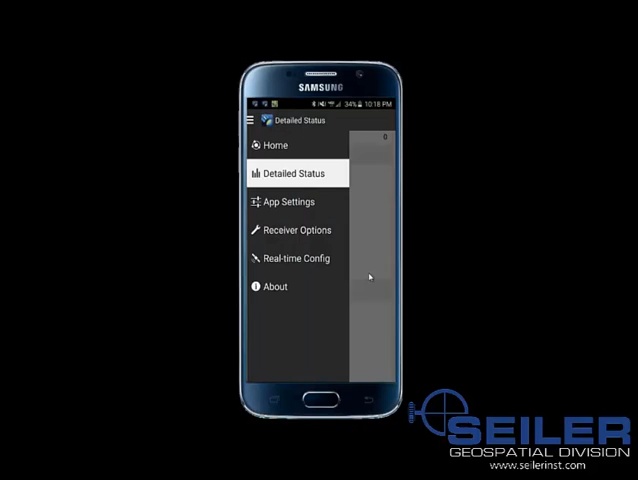 SAMSUNG
34% 10:18 PM
Detailed Status
0
Home
Detailed Status
App Settings
Receiver Options
Real-time Config
About
SEILER
GEOSPATIAL DIVISION
www.seilerinst.com